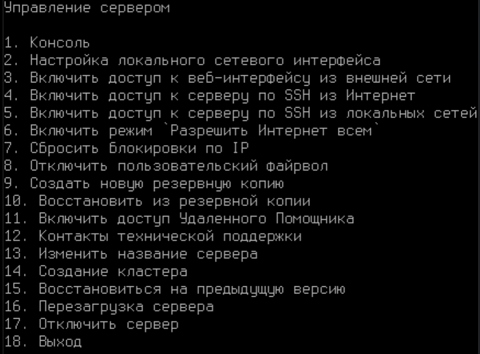 Управление сервером
1. Консоль
2. Настройка локального сетевого интерфейса
3. Включить доступ к веб-интерфейсу из внешней сети
4. Включить доступ к серверу по SSH из Интернет
5. Включить доступ к серверу по SSH из локальных сетей
6. Включить режим `Разрешить Интернет всем`
7. Сбросить блокировки по IP
8. Отключить пользовательский файрвол
9. Создать новую резервную копию
10. Восстановить из резервной копии
11. Включить доступ Удаленного Помощника
12. Контакты технической поддержки
13. Изменить название сервера
14. Создание кластера
15. Восстановиться на предыдущую версию
16. Перезагрузка сервера
17. Отключить сервер
18. Выход